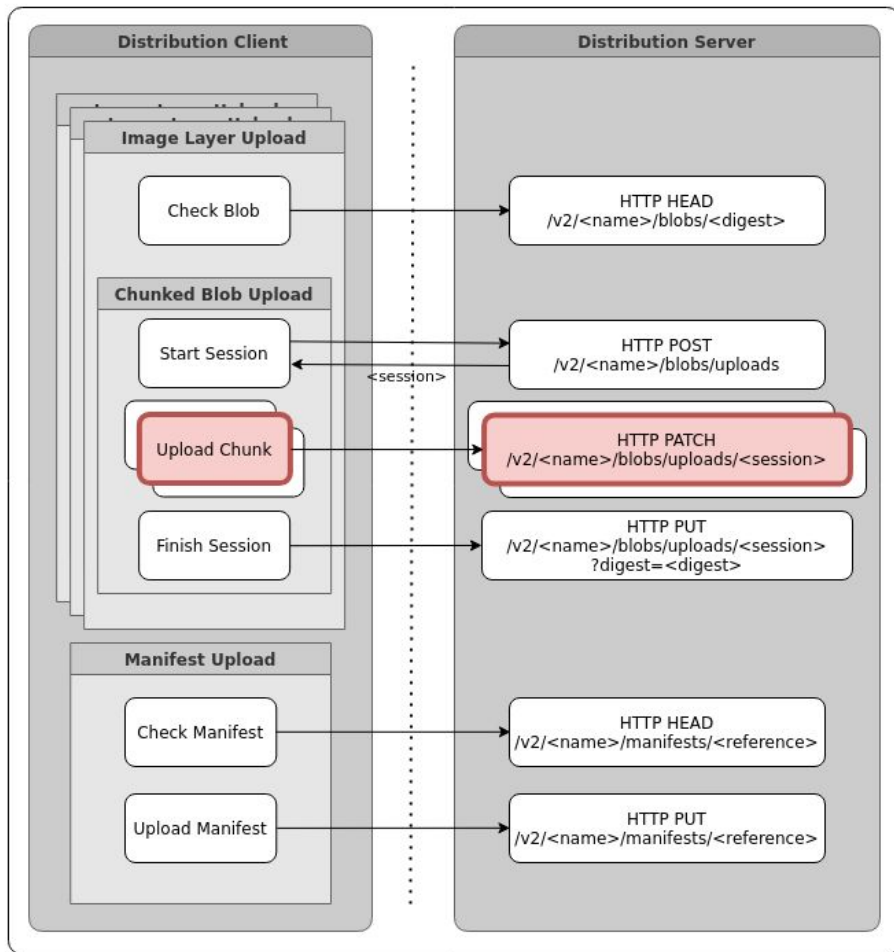 Distribution Client
Distribution Server
Image Layer Upload
Check Blob
HTTP HEAD
/v2/<name>/blobs/<digest>
Chunked Blob Upload
Start Session
HTTP POST
/v2/<name>/blobs/uploads
<session>
Upload Chunk
HTTP PATCH
/v2/<name>/blobs/uploads/<session>
Finish Session
HTTP PUT
/v2/<name>/blobs/uploads/<session>
?digest=<digest>
Manifest Upload
Check Manifest
HTTP HEAD
/v2/<name>/manifests/<reference>
Upload Manifest
HTTP PUT
/v2/<name>/manifests/<reference>